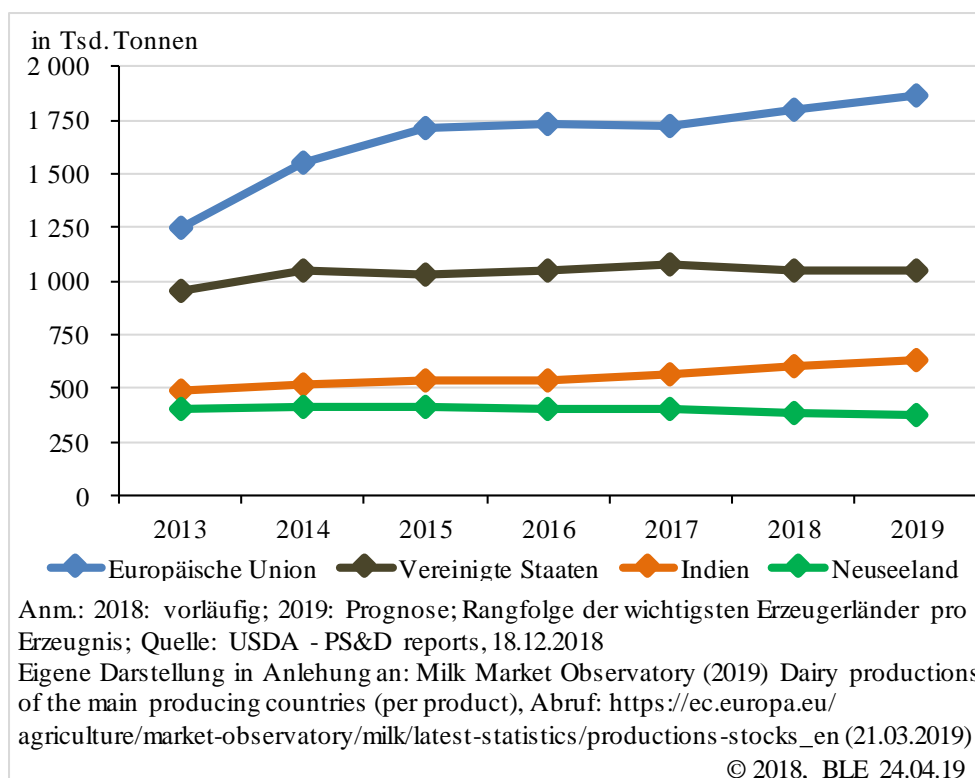 in Tsd. Tonnen
2 000
1 750
1 500
1 250
1 000
750
500
250
0
2013 2014 2015 2016 2017 2018 2019
Europäische Union Vereinigte Staaten Indien Neuseeland
Anm.: 2018: vorläufig; 2019: Prognose; Rangfolge der wichtigsten Erzeugerländer pro
Erzeugnis; Quelle: USDA - PS&D reports, 18.12.2018
Eigene Darstellung in Anlehung an: Milk Market Observatory (2019) Dairy productions
of the main producing countries (per product), Abruf: https://ec.europa.eu/
agriculture/market-observatory/milk/latest-statistics/productions-stocks_en (21.03.2019)
© 2018, BLE 24.04.19